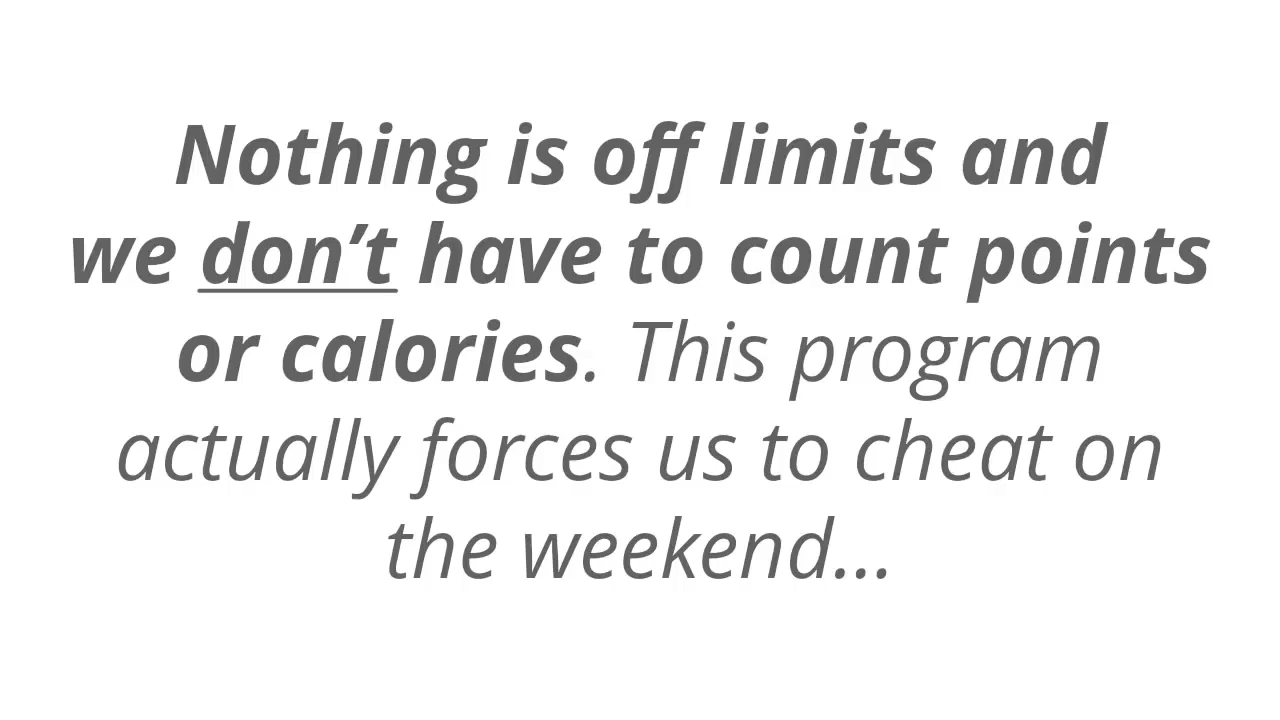 Nothing is off limits and
we don’t have to count points
or calories. This program
actually forces us to cheat on
the weekend...